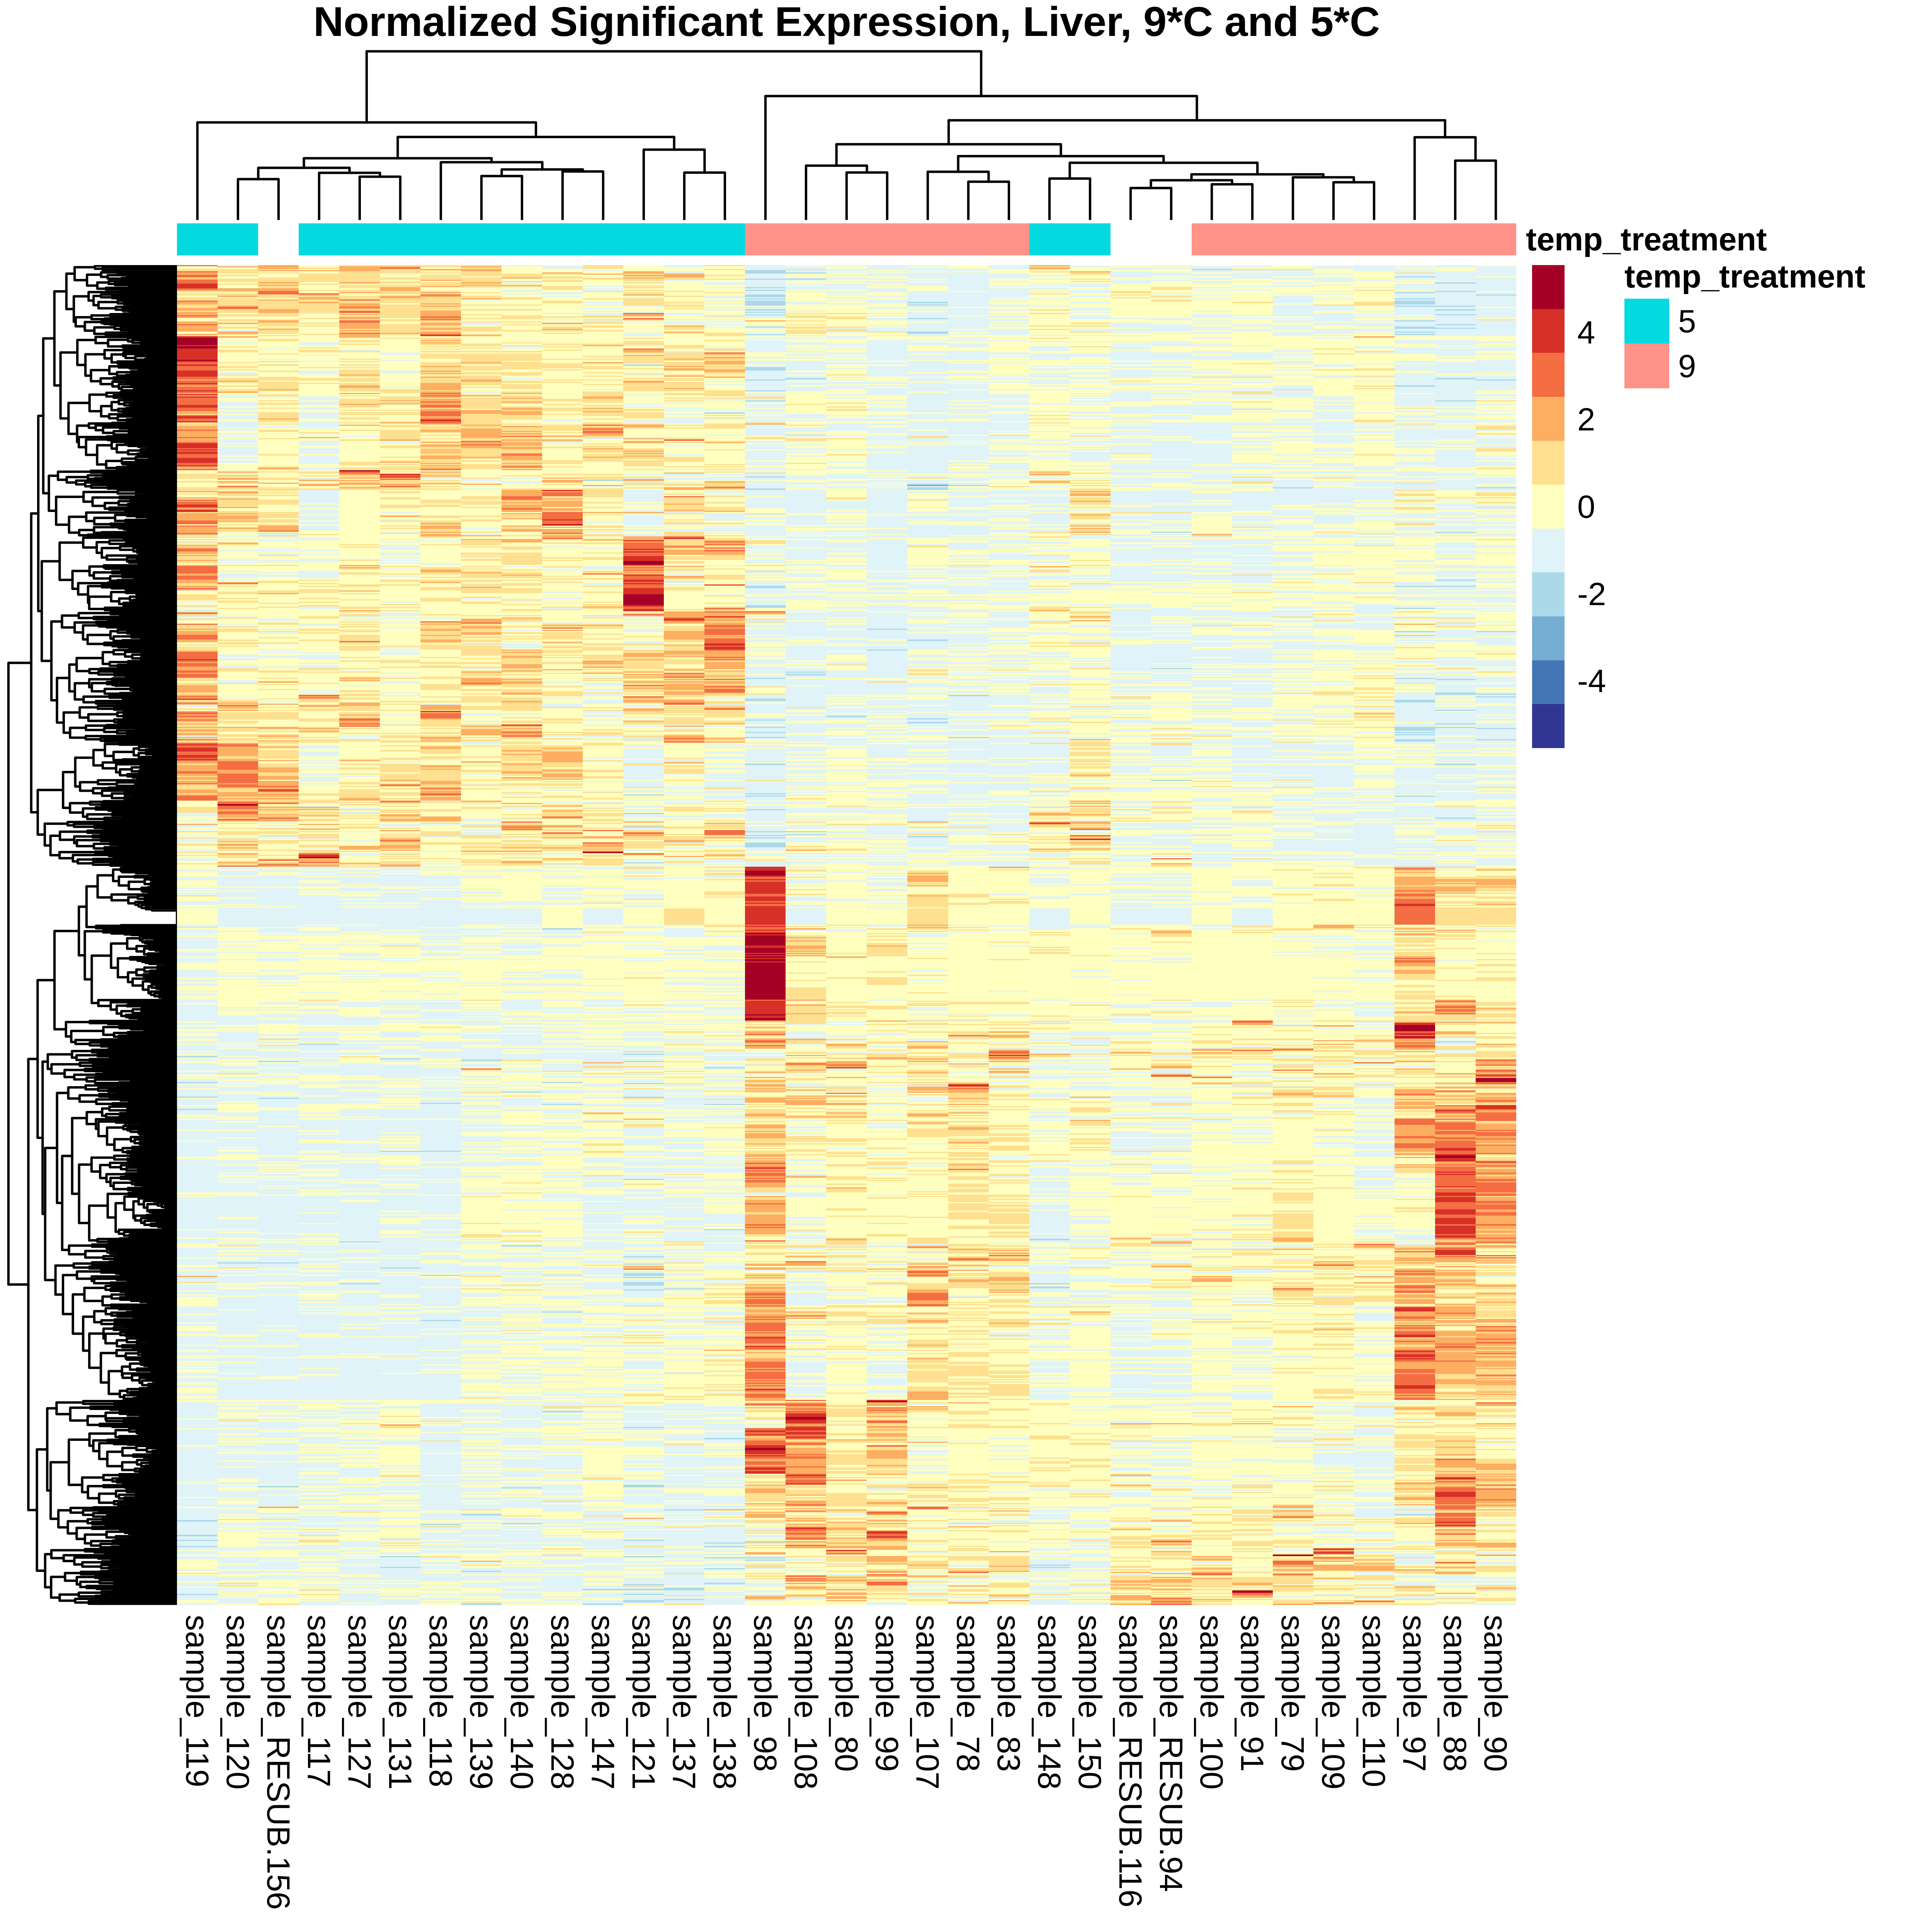 Normalized Significant Expression, Liver, 9*C and 5*C
temp_treatment
temp_treatment
4
2
0
-2
-4
5
9
sample_119
sample_120
sample_RESUB.156
sample_117
sample_127
sample_131
sample_118
sample_139
sample_140
sample_128
sample_147
sample_121
sample_137
sample_138
sample_98
sample_108
sample_80
sample_99
sample_107
sample_78
sample_83
sample_148
sample_150
sample_RESUB.116
sample_RESUB.94
sample_100
sample_91
sample_79
sample_109
sample_110
sample_97
sample_88
sample_90